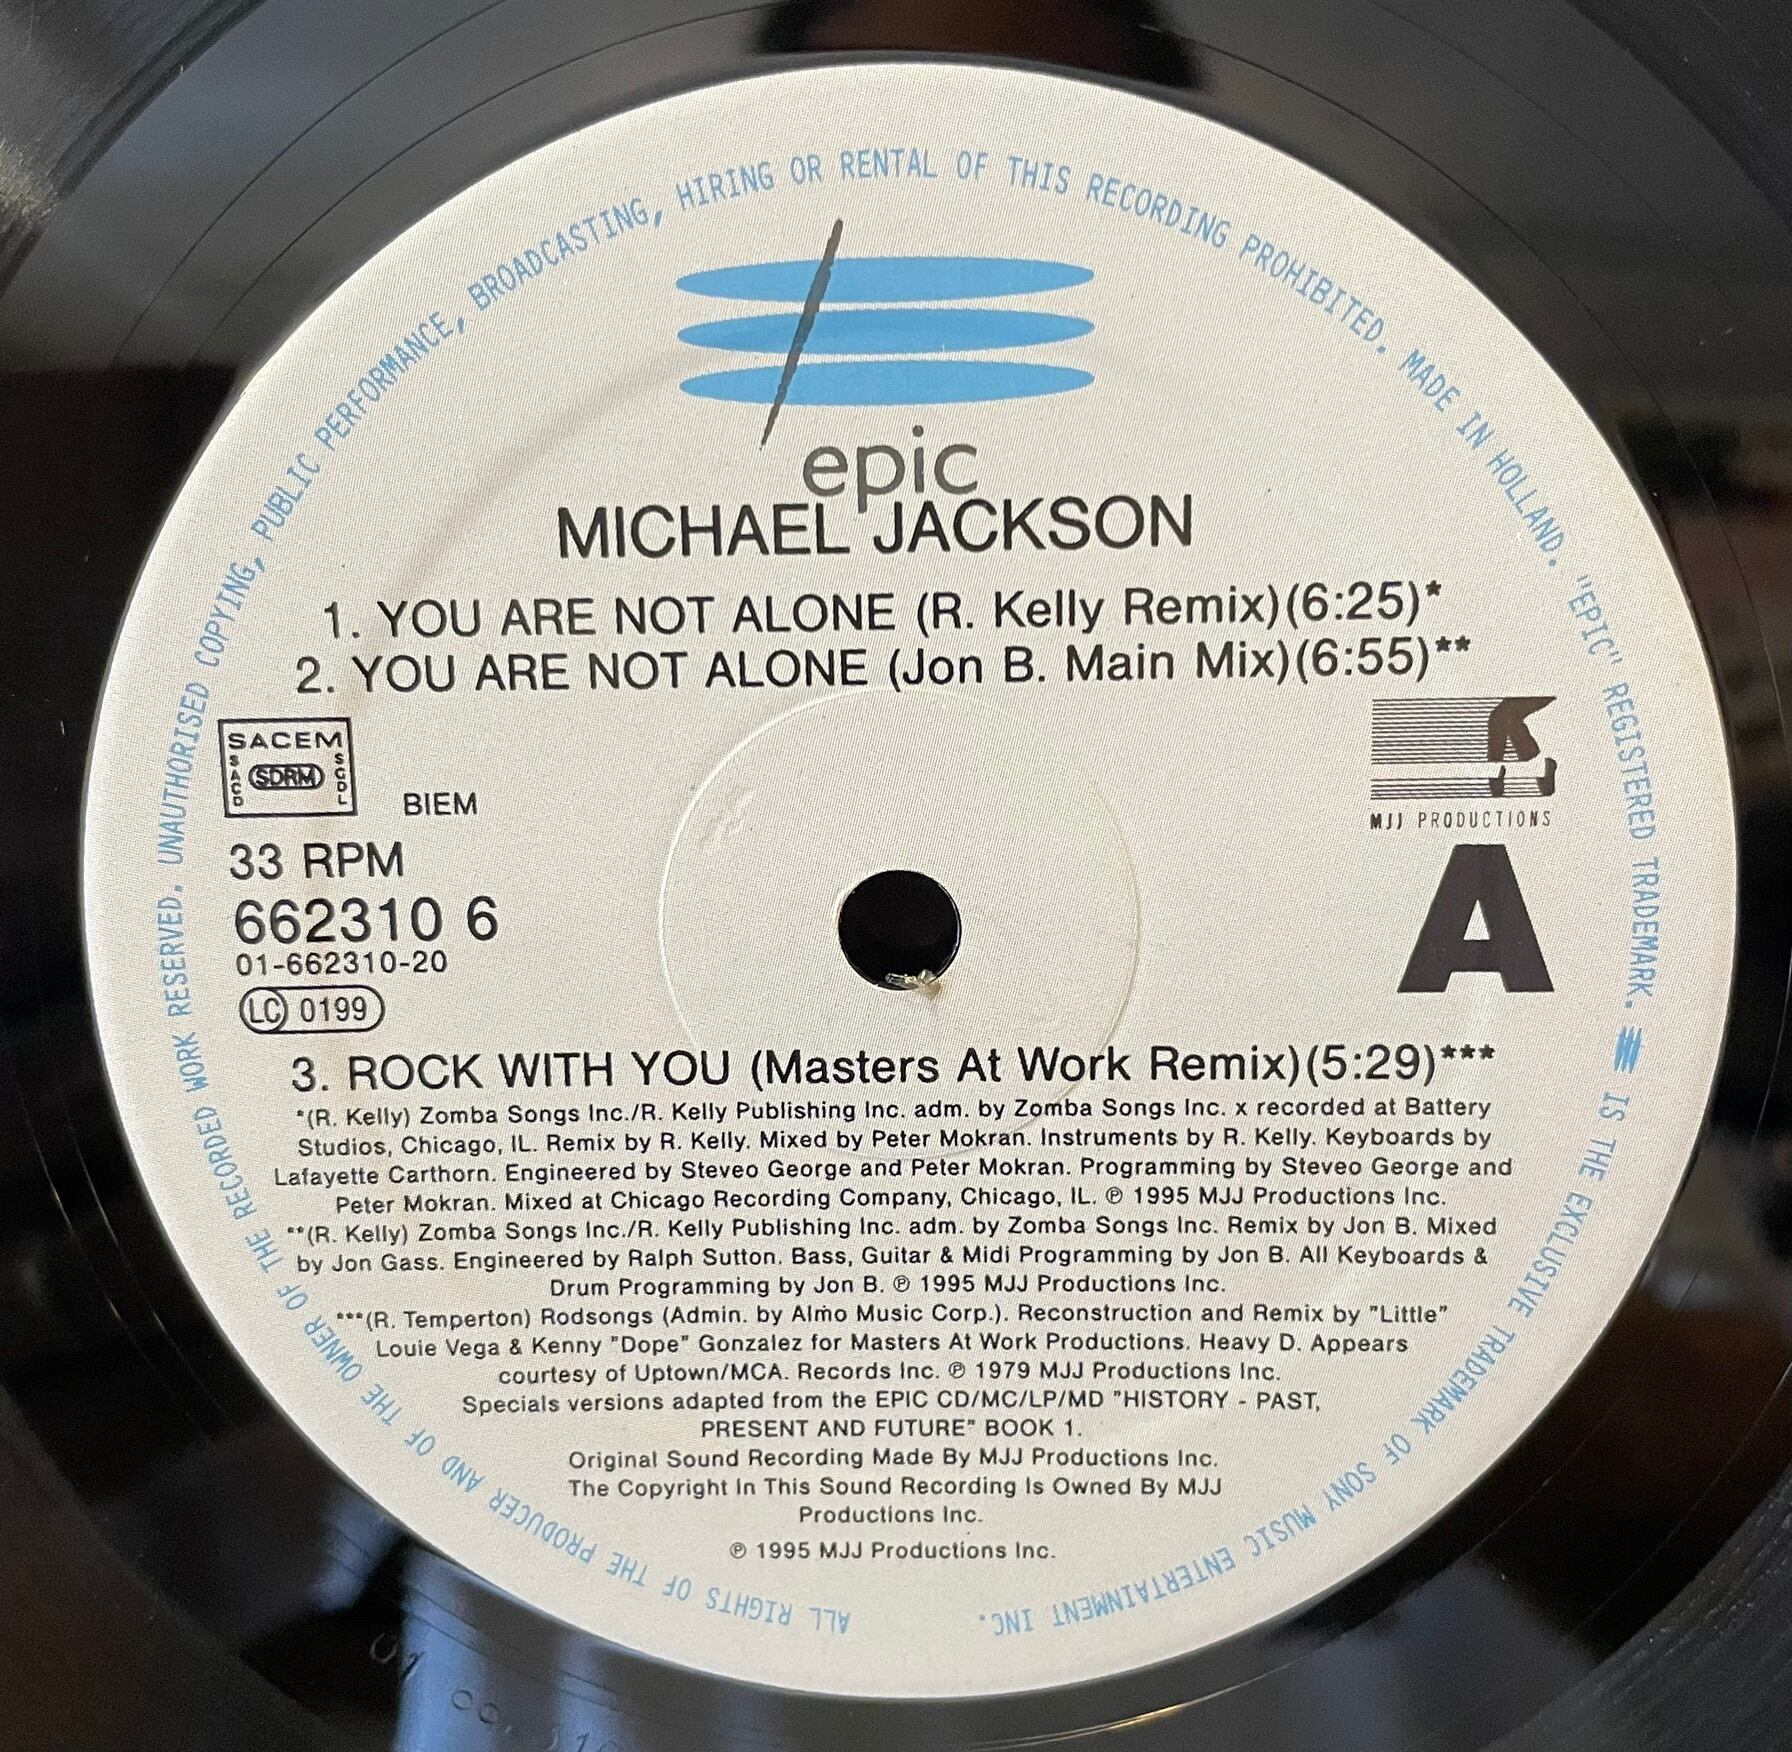 ALL RIGHTS OF THE PRODUCER AND OF THE OWNER OF THE RECORDED WORK RESERVED. UNAUTHORISED COPYING, PUBLIC PERFORMANCE, BROADCASTING, HIRING OR RENTAL OF THIS RECORDING PROHIBITED. MADE IN HOLLAND. "EPIC" REGISTERED TRADEMARK. IS THE EXCLUSIVE TRADEMARK OF SONY MUSIC ENTERTAINMENT INC.
epic
MICHAEL JACKSON
1. YOU ARE NOT ALONE (R. Kelly Remix)(6:25)*
2. YOU ARE NOT ALONE (Jon B. Main Mix)(6:55)**
SACEM
SACD
SDRM
SGDL
BIEM
MJJ PRODUCTIONS
33 RPM
662310 6
01-662310-20
LC 0199
A
3. ROCK WITH YOU (Masters At Work Remix)(5:29)***
*(R. Kelly) Zomba Songs Inc./R. Kelly Publishing Inc. adm. by Zomba Songs Inc. x recorded at Battery
Studios, Chicago, IL. Remix by R. Kelly. Mixed by Peter Mokran. Instruments by R. Kelly. Keyboards by
Lafayette Carthorn. Engineered by Steveo George and Peter Mokran. Programming by Steveo George and
Peter Mokran. Mixed at Chicago Recording Company, Chicago, IL. ℗ 1995 MJJ Productions Inc.
**(R. Kelly) Zomba Songs Inc./R. Kelly Publishing Inc. adm. by Zomba Songs Inc. Remix by Jon B. Mixed
by Jon Gass. Engineered by Ralph Sutton. Bass, Guitar & Midi Programming by Jon B. All Keyboards &
Drum Programming by Jon B. ℗ 1995 MJJ Productions Inc.
***(R. Temperton) Rodsongs (Admin. by Almo Music Corp.). Reconstruction and Remix by "Little"
Louie Vega & Kenny "Dope" Gonzalez for Masters At Work Productions. Heavy D. Appears
courtesy of Uptown/MCA. Records Inc. ℗ 1979 MJJ Productions Inc.
Specials versions adapted from the EPIC CD/MC/LP/MD "HISTORY - PAST,
PRESENT AND FUTURE" BOOK 1.
Original Sound Recording Made By MJJ Productions Inc.
The Copyright In This Sound Recording Is Owned By MJJ
Productions Inc.
℗ 1995 MJJ Productions Inc.